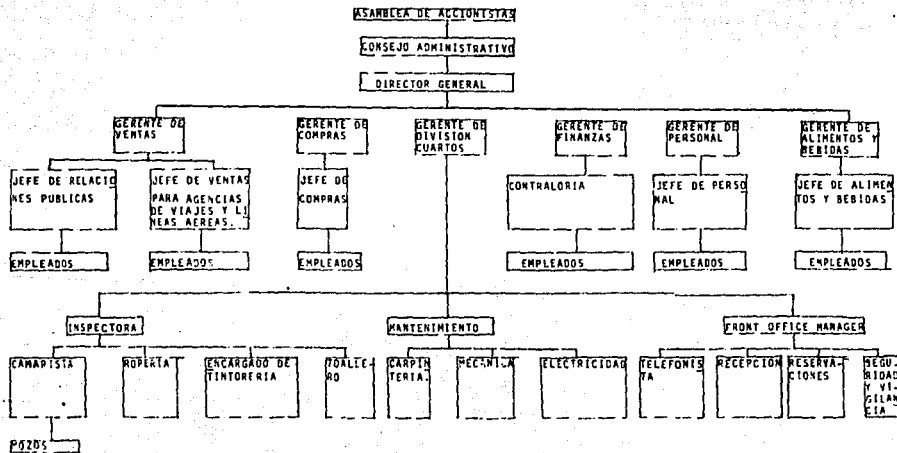 ASAMBLEA DE ACCIONISTAS
CONSEJO ADMINISTRATIVO
DIRECTOR GENERAL
GERENTE DE
VENTAS
GERENTE DE
COMPRAS
GERENTE DE
DIVISION
CUARTOS
GERENTE DE
FINANZAS
GERENTE DE
PERSONAL
GERENTE DE
ALIMENTOS Y
BEBIDAS
JEFE DE RELACIO
NES PUBLICAS
JEFE DE VENTAS
PARA AGENCIAS
DE VIAJES Y LI
NEAS AEREAS.
JEFE DE
COMPRAS
CONTRALORIA
JEFE DE PERSO
NAL
JEFE DE ALIMEN
TOS Y BEBIDAS
EMPLEADOS
EMPLEADOS
EMPLEADOS
EMPLEADOS
EMPLEADOS
EMPLEADOS
INSPECTORA
MANTENIMIENTO
FRONT OFFICE MANAGER
CAMARISTA
ROPERIA
ENCARGADO DE
TINTORERIA
TOALLE-
RO
CARPIN
TERIA.
MECANICA
ELECTRICIDAD
TELEFONIS
TA
RECEPCION
RESERVA-
CIONES
SEGU-
RIDAD
Y VI-
GILAN
CIA
POZOS